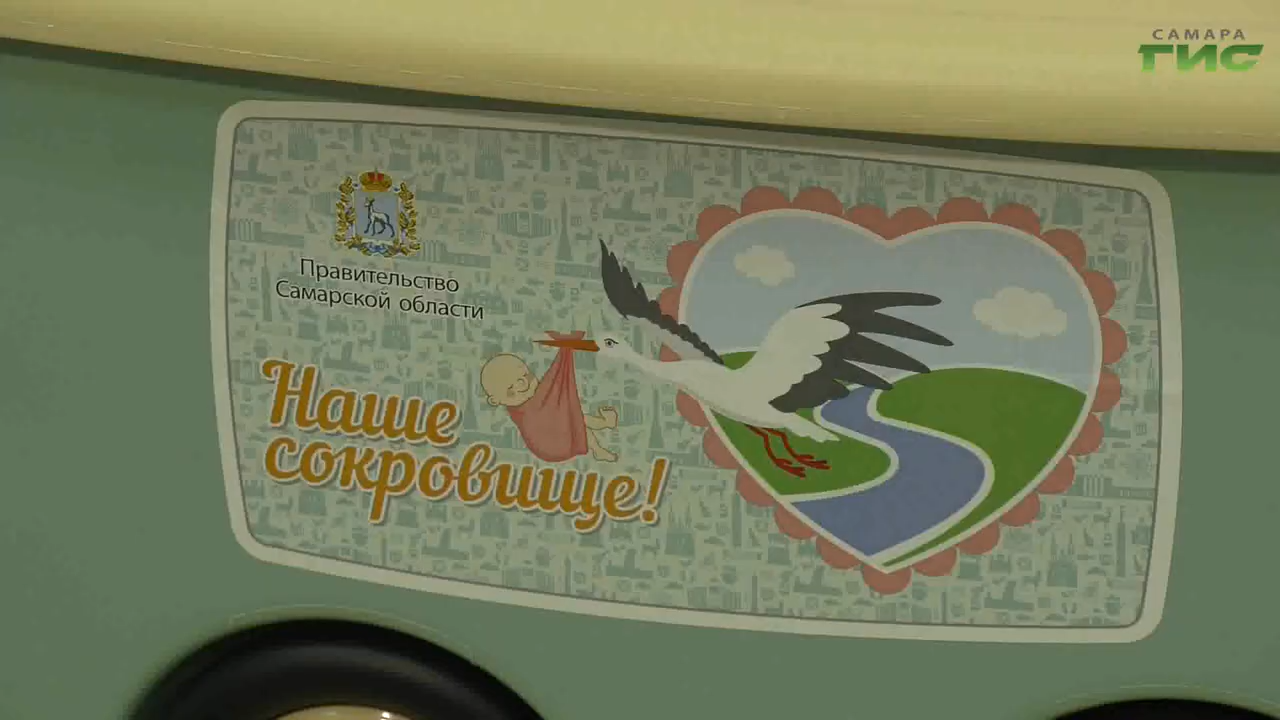 САМАРА
ГИС
Правительство
Самарской области
Наше
сокровище!